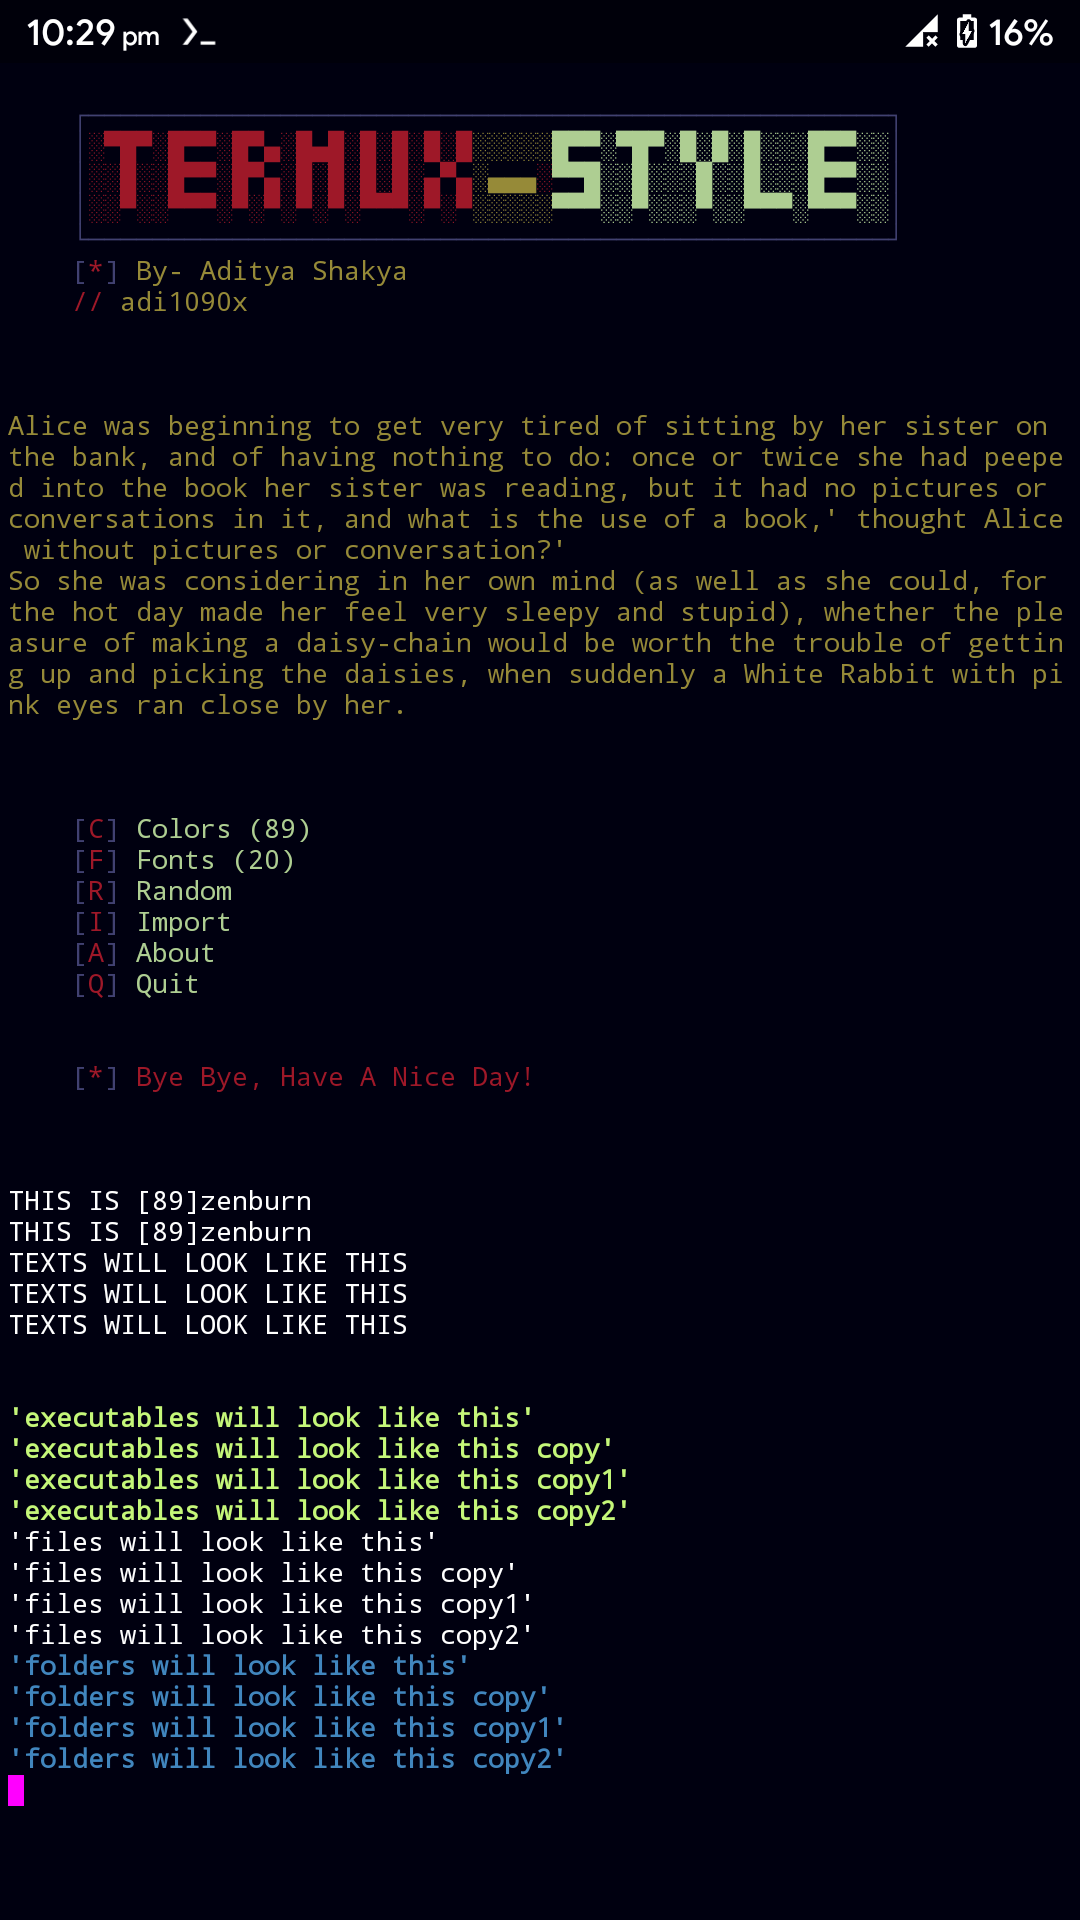 10:29 pm 16%
TERMUX-STYLE
[*] By- Aditya Shakya
// adi1090x
Alice was beginning to get very tired of sitting by her sister on
the bank, and of having nothing to do: once or twice she had peepe
d into the book her sister was reading, but it had no pictures or
conversations in it, and what is the use of a book,' thought Alice
without pictures or conversation?'
So she was considering in her own mind (as well as she could, for
the hot day made her feel very sleepy and stupid), whether the ple
asure of making a daisy-chain would be worth the trouble of gettin
g up and picking the daisies, when suddenly a White Rabbit with pi
nk eyes ran close by her.
[C] Colors (89)
[F] Fonts (20)
[R] Random
[I] Import
[A] About
[Q] Quit
[*] Bye Bye, Have A Nice Day!
THIS IS [89]zenburn
THIS IS [89]zenburn
TEXTS WILL LOOK LIKE THIS
TEXTS WILL LOOK LIKE THIS
TEXTS WILL LOOK LIKE THIS
'executables will look like this'
'executables will look like this copy'
'executables will look like this copy1'
'executables will look like this copy2'
'files will look like this'
'files will look like this copy'
'files will look like this copy1'
'files will look like this copy2'
'folders will look like this'
'folders will look like this copy'
'folders will look like this copy1'
'folders will look like this copy2'